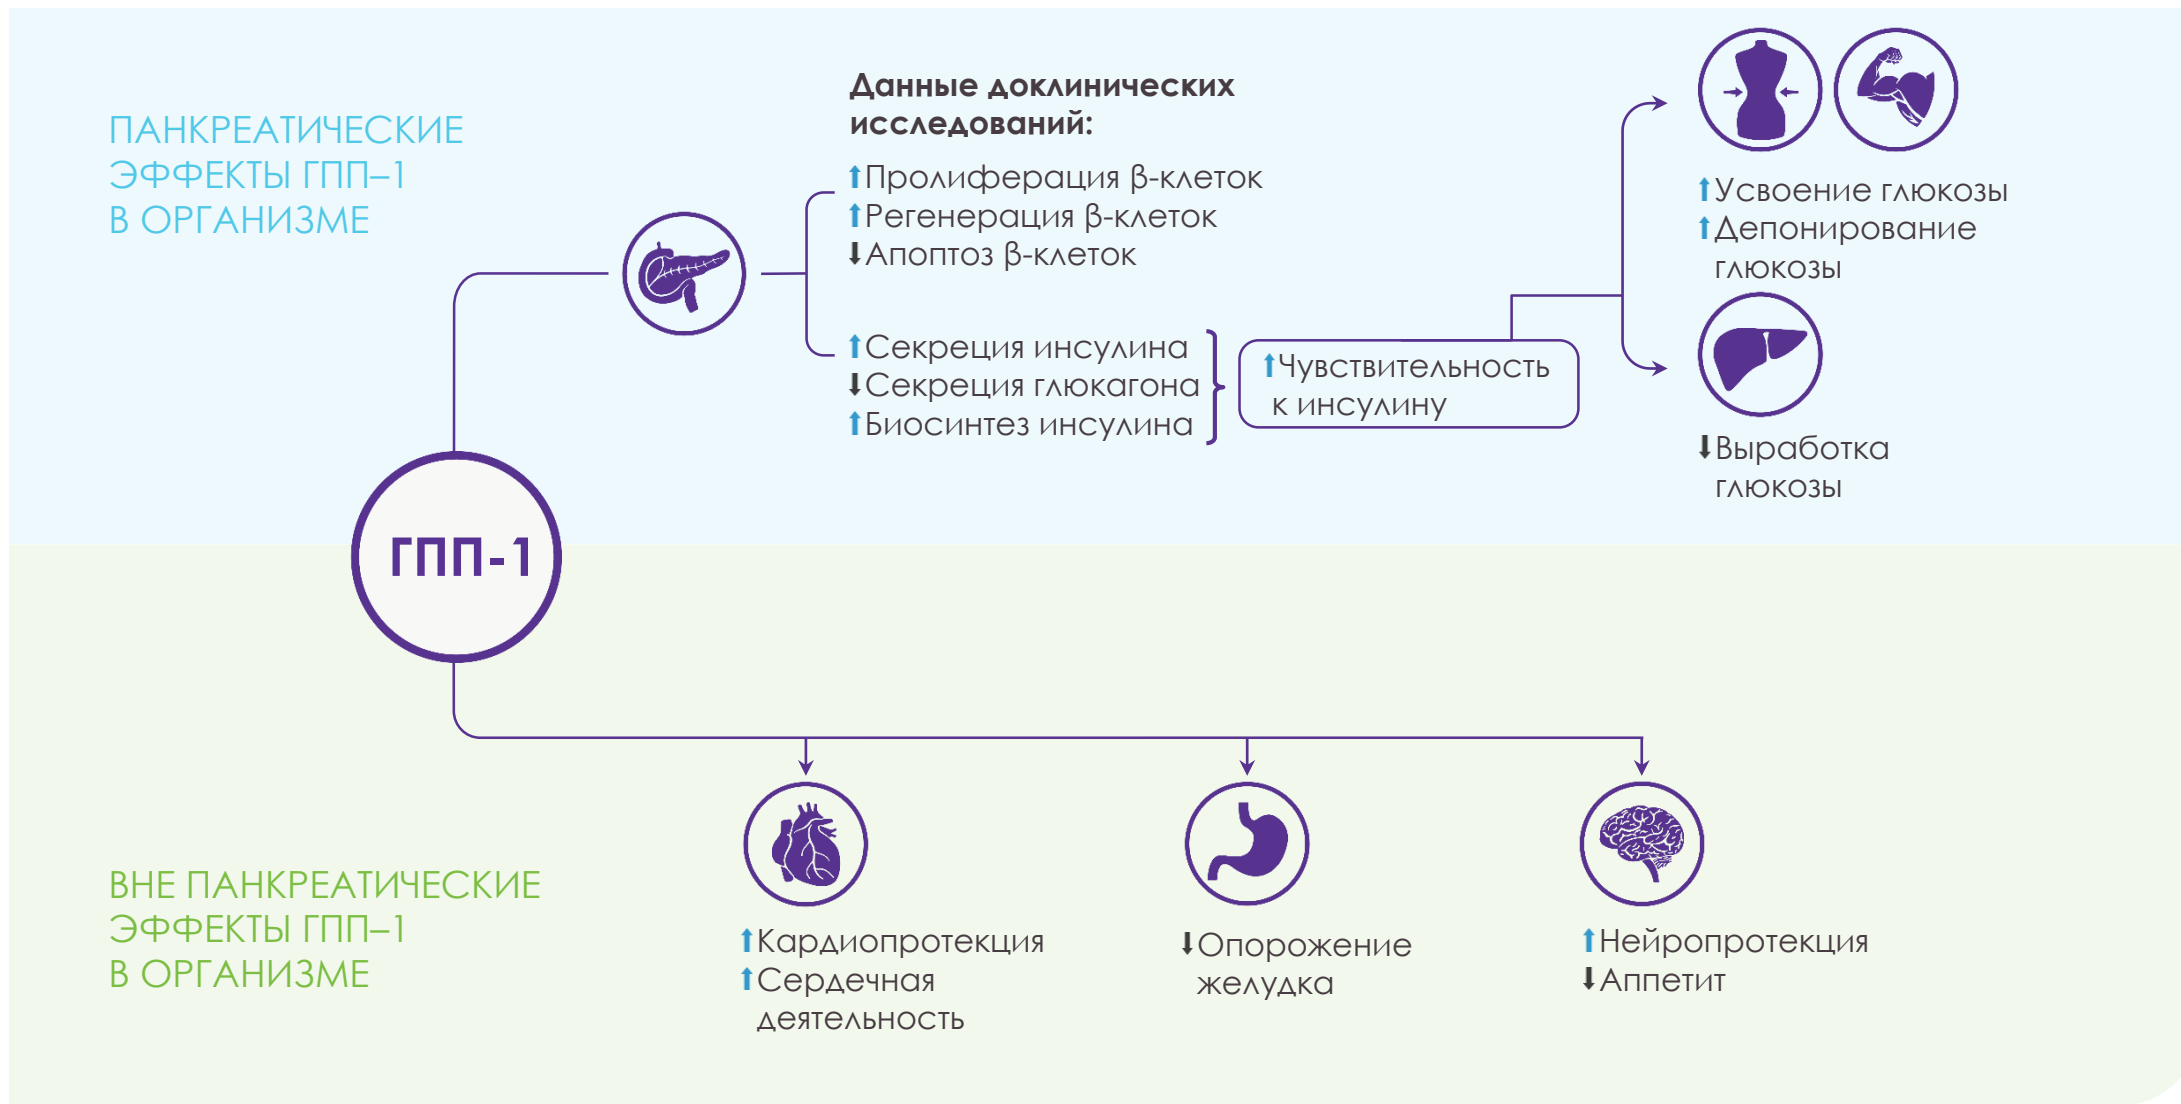 ПАНКРЕАТИЧЕСКИЕ
ЭФФЕКТЫ ГПП–1
В ОРГАНИЗМЕ
Данные доклинических
исследований:
↑Пролиферация β-клеток
↑Регенерация β-клеток
↓Апоптоз β-клеток
↑Секреция инсулина
↓Секреция глюкагона
↑Биосинтез инсулина
↑Чувствительность
к инсулину
↑Усвоение глюкозы
↑Депонирование
глюкозы
↓Выработка
глюкозы
ГПП-1
ВНЕ ПАНКРЕАТИЧЕСКИЕ
ЭФФЕКТЫ ГПП–1
В ОРГАНИЗМЕ
↑Кардиопротекция
↑Сердечная
деятельность
↓Опорожение
желудка
↑Нейропротекция
↓Аппетит